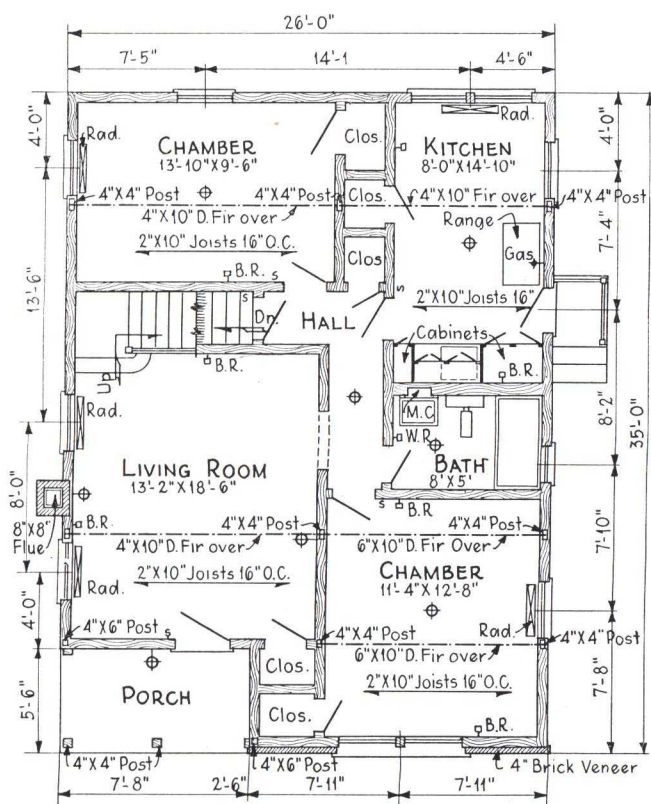 26'-0"
7'-5" 14'-1 4'-6"
4'-0"
Rad.
CHAMBER
13'-10"X9'-6"
Clos.
KITCHEN
8'-0X14'-10"
Rad.
4'-0"
4"X4" Post
4"X4" Post
Clos.
4"X10" Fir over
4"X4" Post
4"X10" D. Fir over
Range
2"X10" Joists 16" O.C.
Clos
Gas
7'-4"
13'-6"
B.R. s
s
s
Dn.
HALL
2"X10" Joists 16"
Cabinets
B.R.
B.R.
Up
Rad.
M.C.
W.R.
8'-2"
35'-0"
LIVING ROOM
13'-2"X18'-6"
BATH
8'X5'
8'-0"
8"X8"
Flue
B.R.
s
B.R.
4"X4" Post
4"X4" Post
4"X10" D. Fir over
6"X10" D. Fir Over
7'-10"
2"X10" Joists 16" O.C.
CHAMBER
11'-4"X12'-8"
Rad.
4'-0"
4"X6" Post
s
4"X4" Post
Rad.
4"X4" Post
6"X10" D. Fir over
Clos.
2"X10" Joists 16" O.C.
7'-8"
5'-6"
PORCH
Clos.
B.R.
4"X4" Post
4"X6" Post
4" Brick Veneer
7'-8" 2'-6" 7'-11" 7'-11"